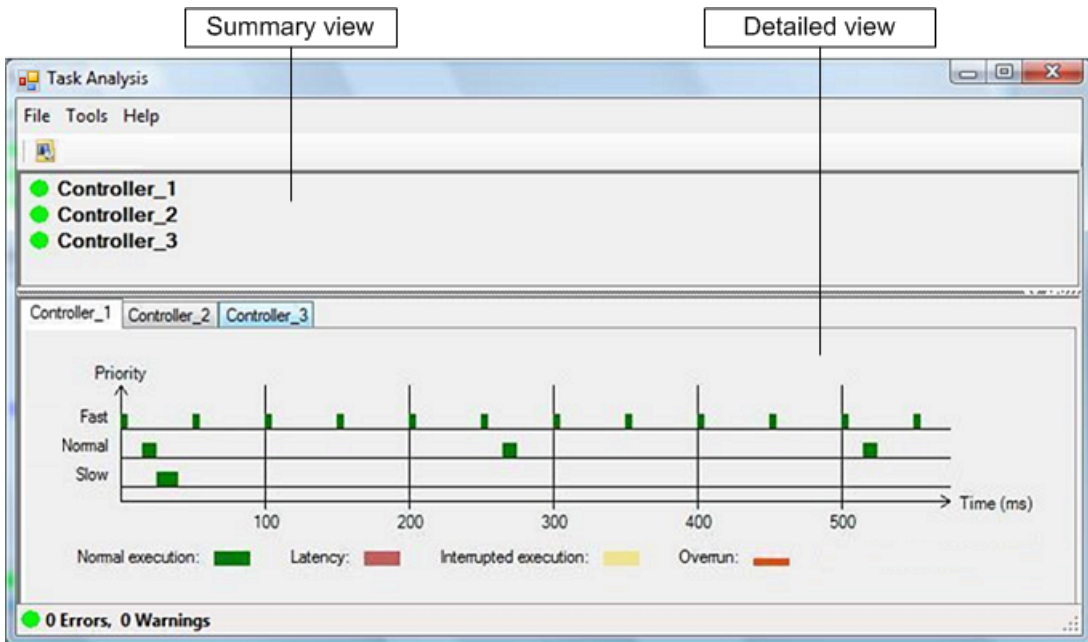 Summary view
Detailed view
Task Analysis
File Tools Help
Controller_1
Controller_2
Controller_3
Controller_1 Controller_2 Controller_3
Priority
Fast
Normal
Slow
Time (ms)
100 200 300 400 500
Normal execution: Latency: Interrupted execution: Overrun:
0 Errors, 0 Warnings